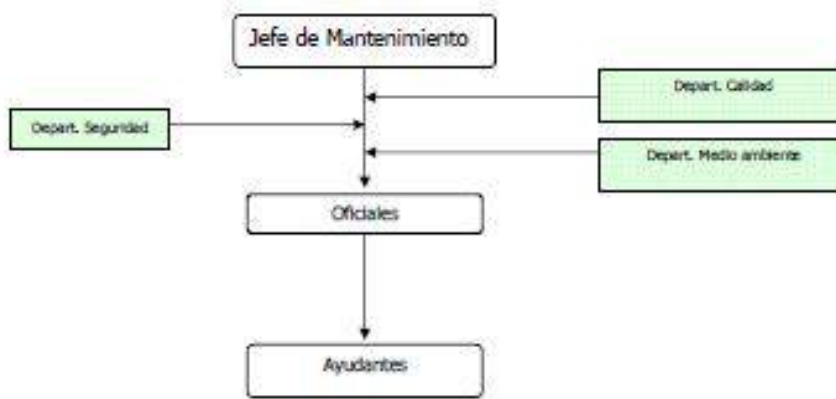 Jefe de Mantenimiento
Depart. Calidad
Depart. Seguridad
Depart. Medio ambiente
Oficiales
Ayudantes